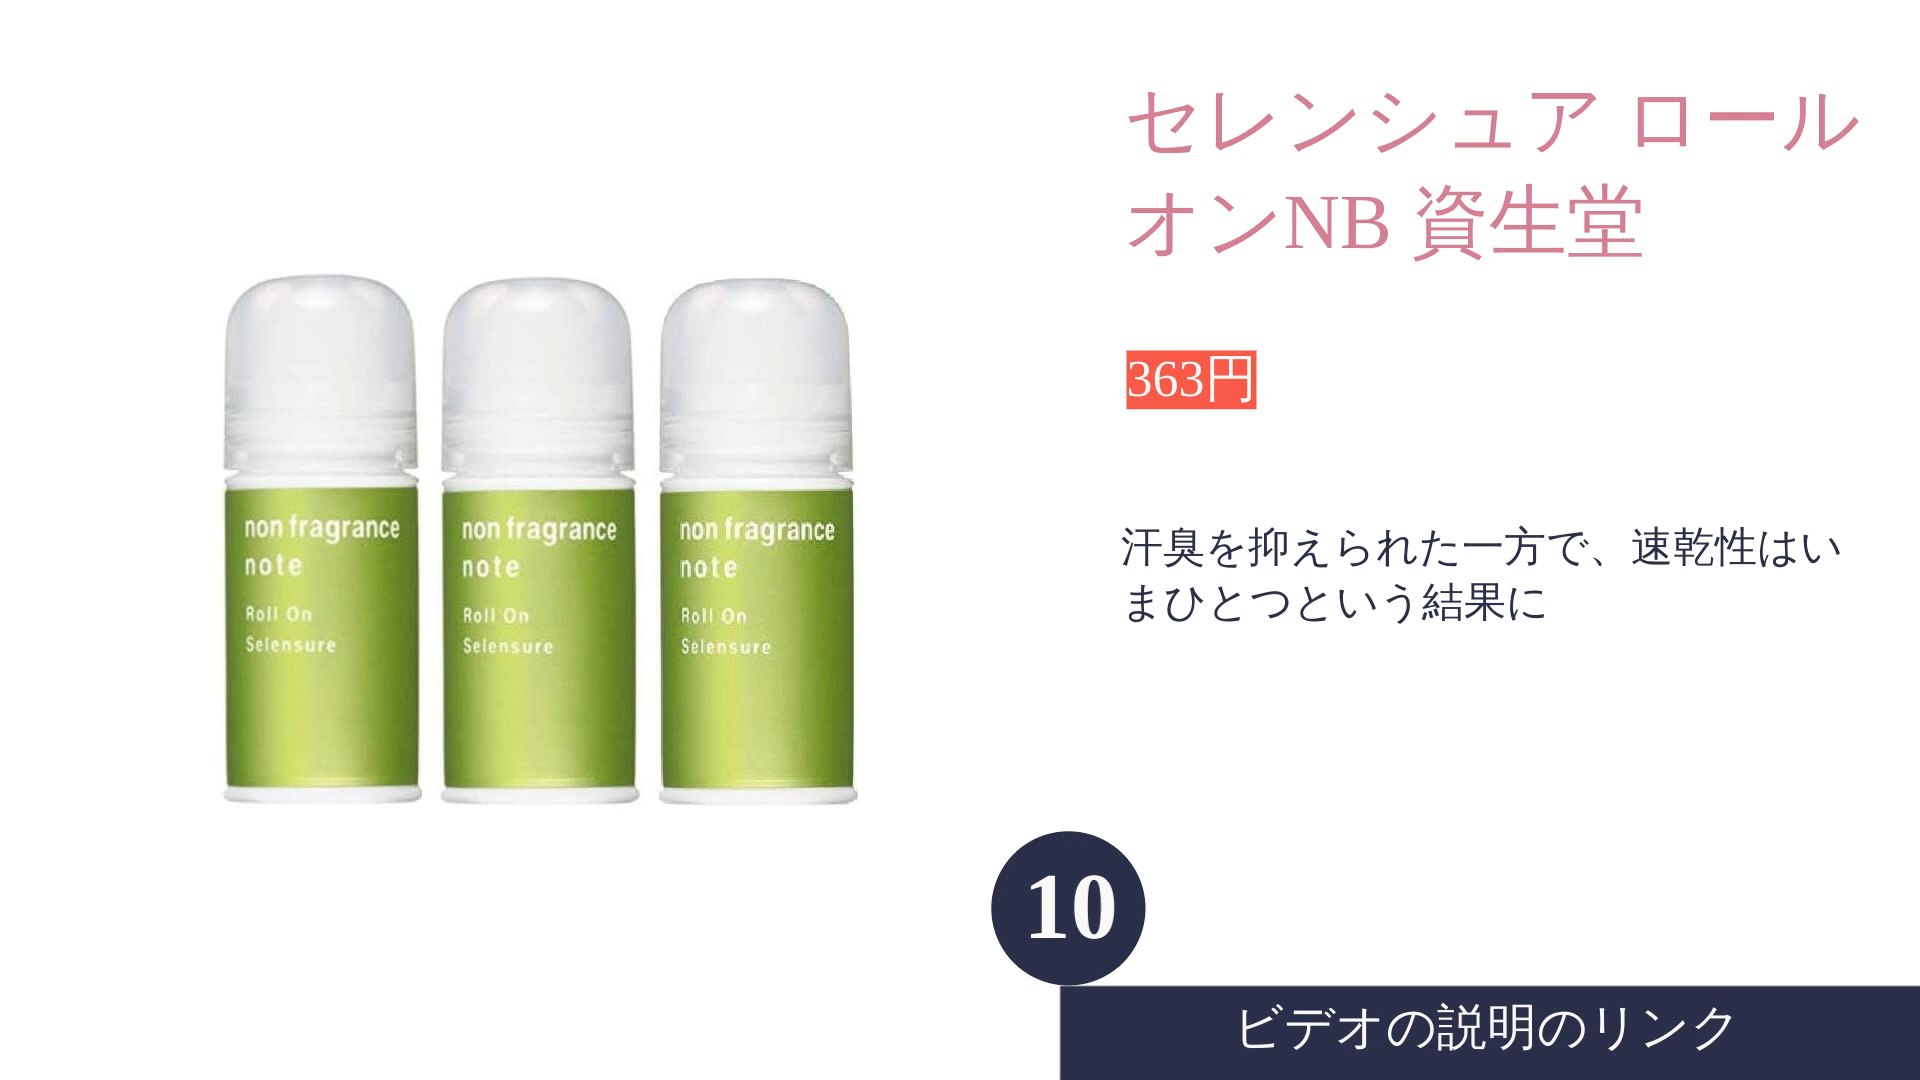 セレンシュア ロール
オンNB 資生堂
363円
汗臭を抑えられた一方で、速乾性はい
まひとつという結果に
non fragrance
note
Roll On
Selensure
non fragrance
note
Roll On
Selensure
non fragrance
note
Roll On
Selensure
10
ビデオの説明のリンク